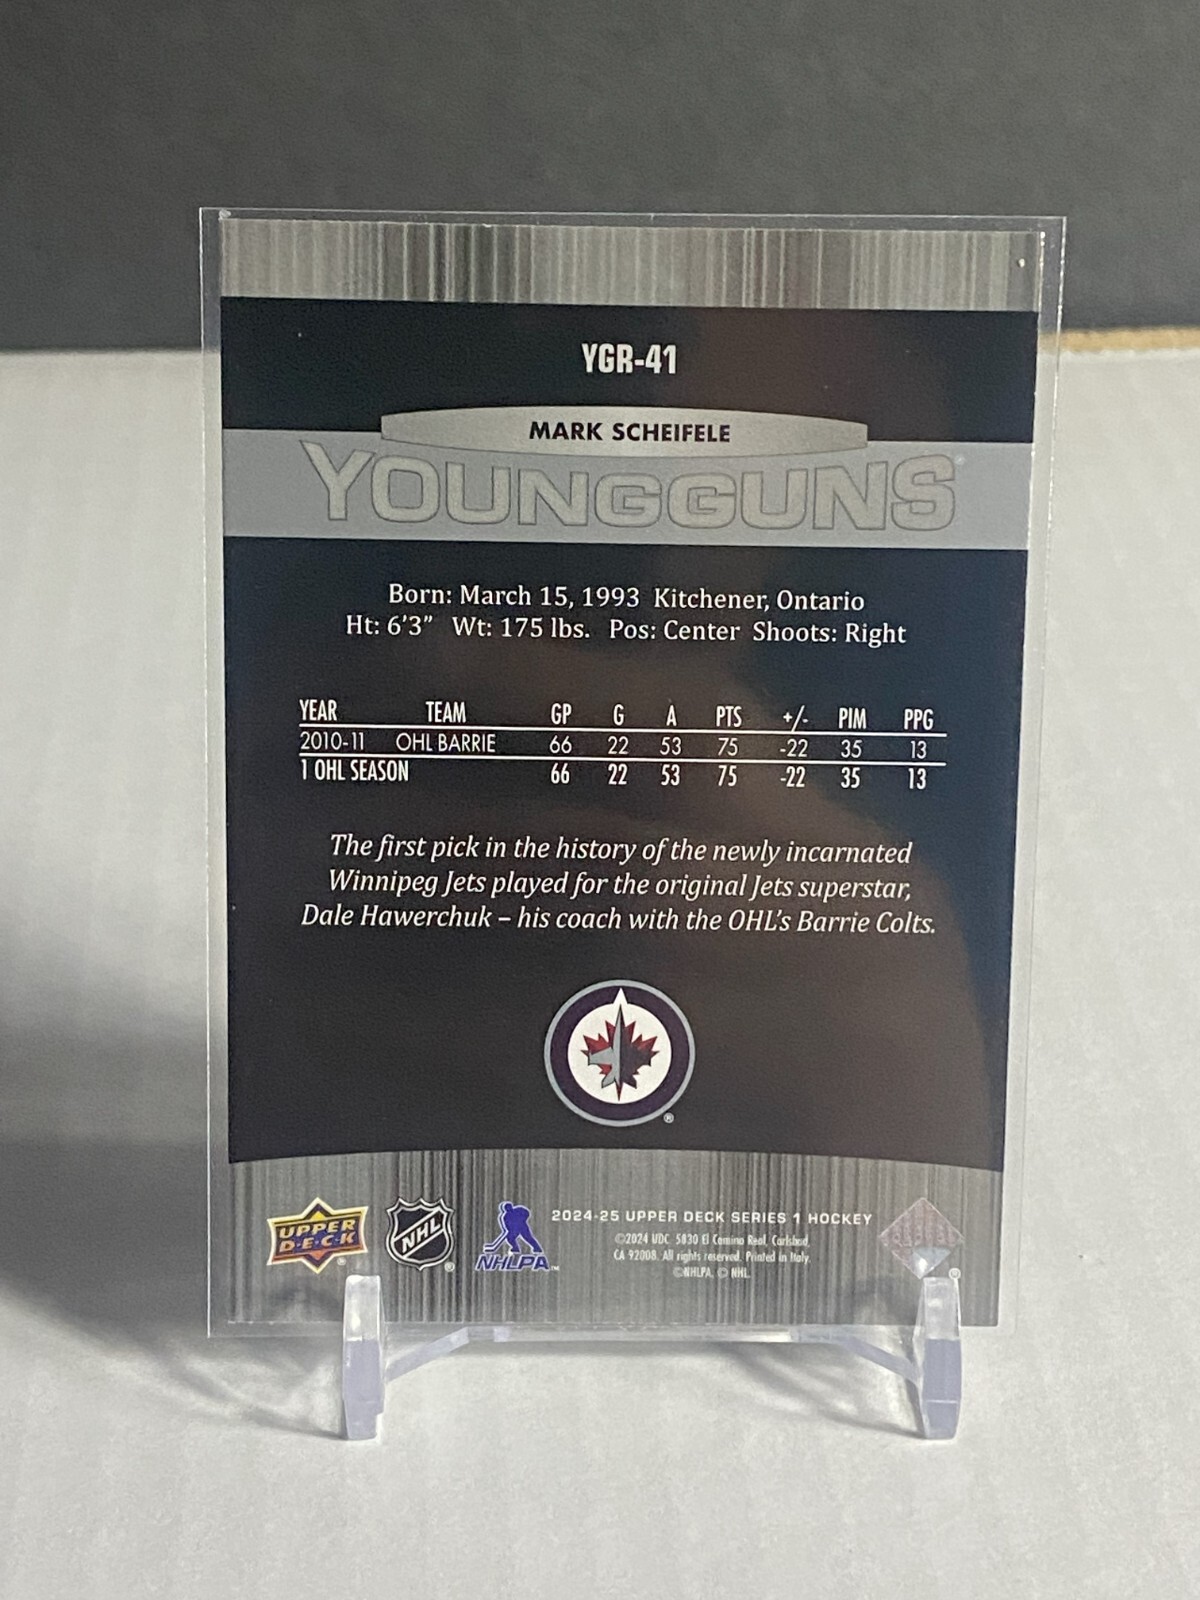 YGR-41
MARK SCHEIFELE
YOUNGGUNS
Born: March 15, 1993 Kitchener, Ontario
Ht: 6'3" Wt: 175 lbs. Pos: Center Shoots: Right
YEAR TEAM GP G A PTS +/- PIM PPG
2010-11 OHL BARRIE 66 22 53 75 -22 35 13
1 OHL SEASON 66 22 53 75 -22 35 13
The first pick in the history of the newly incarnated
Winnipeg Jets played for the original Jets superstar,
Dale Hawerchuk – his coach with the OHL's Barrie Colts.
®
UPPER
D·E·C·K
®
NHL
®
NHLPA™
2024-25 UPPER DECK SERIES 1 HOCKEY
©2024 UDC 5830 El Camino Real, Carlsbad,
CA 92008. All rights reserved. Printed in Italy.
©NHLPA, © NHL
®